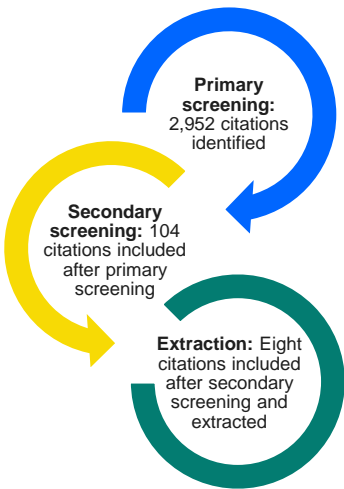 Primary
screening:
2,952 citations
identified
Secondary
screening: 104
citations included
after primary
screening
Extraction: Eight
citations included
after secondary
screening and
extracted